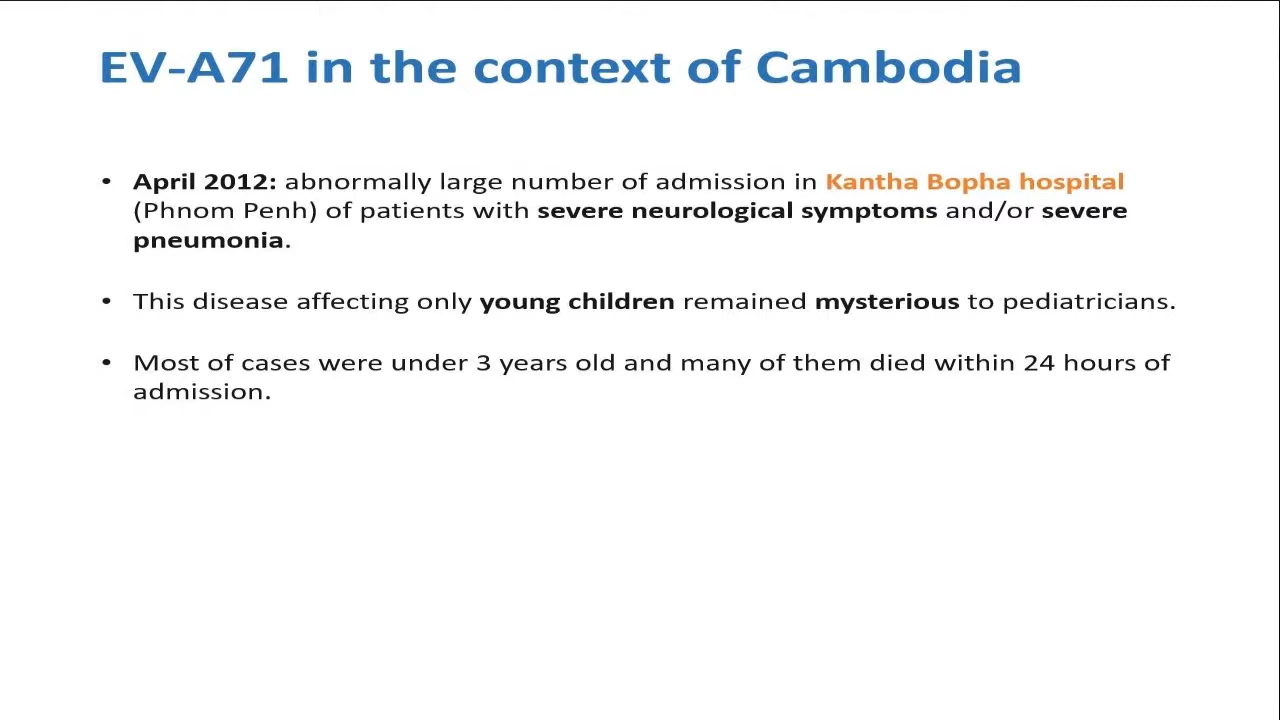 EV-A71 in the context of Cambodia
• April 2012: abnormally large number of admission in Kantha Bopha hospital
(Phnom Penh) of patients with severe neurological symptoms and/or severe
pneumonia.
• This disease affecting only young children remained mysterious to pediatricians.
• Most of cases were under 3 years old and many of them died within 24 hours of
admission.